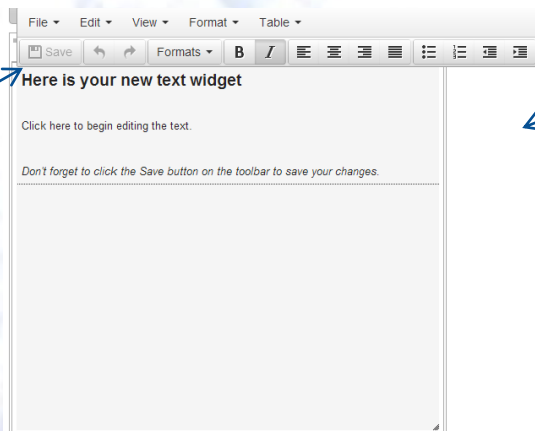 File Edit View Format Table
Save Formats B I
Here is your new text widget
Click here to begin editing the text.
Don't forget to click the Save button on the toolbar to save your changes.